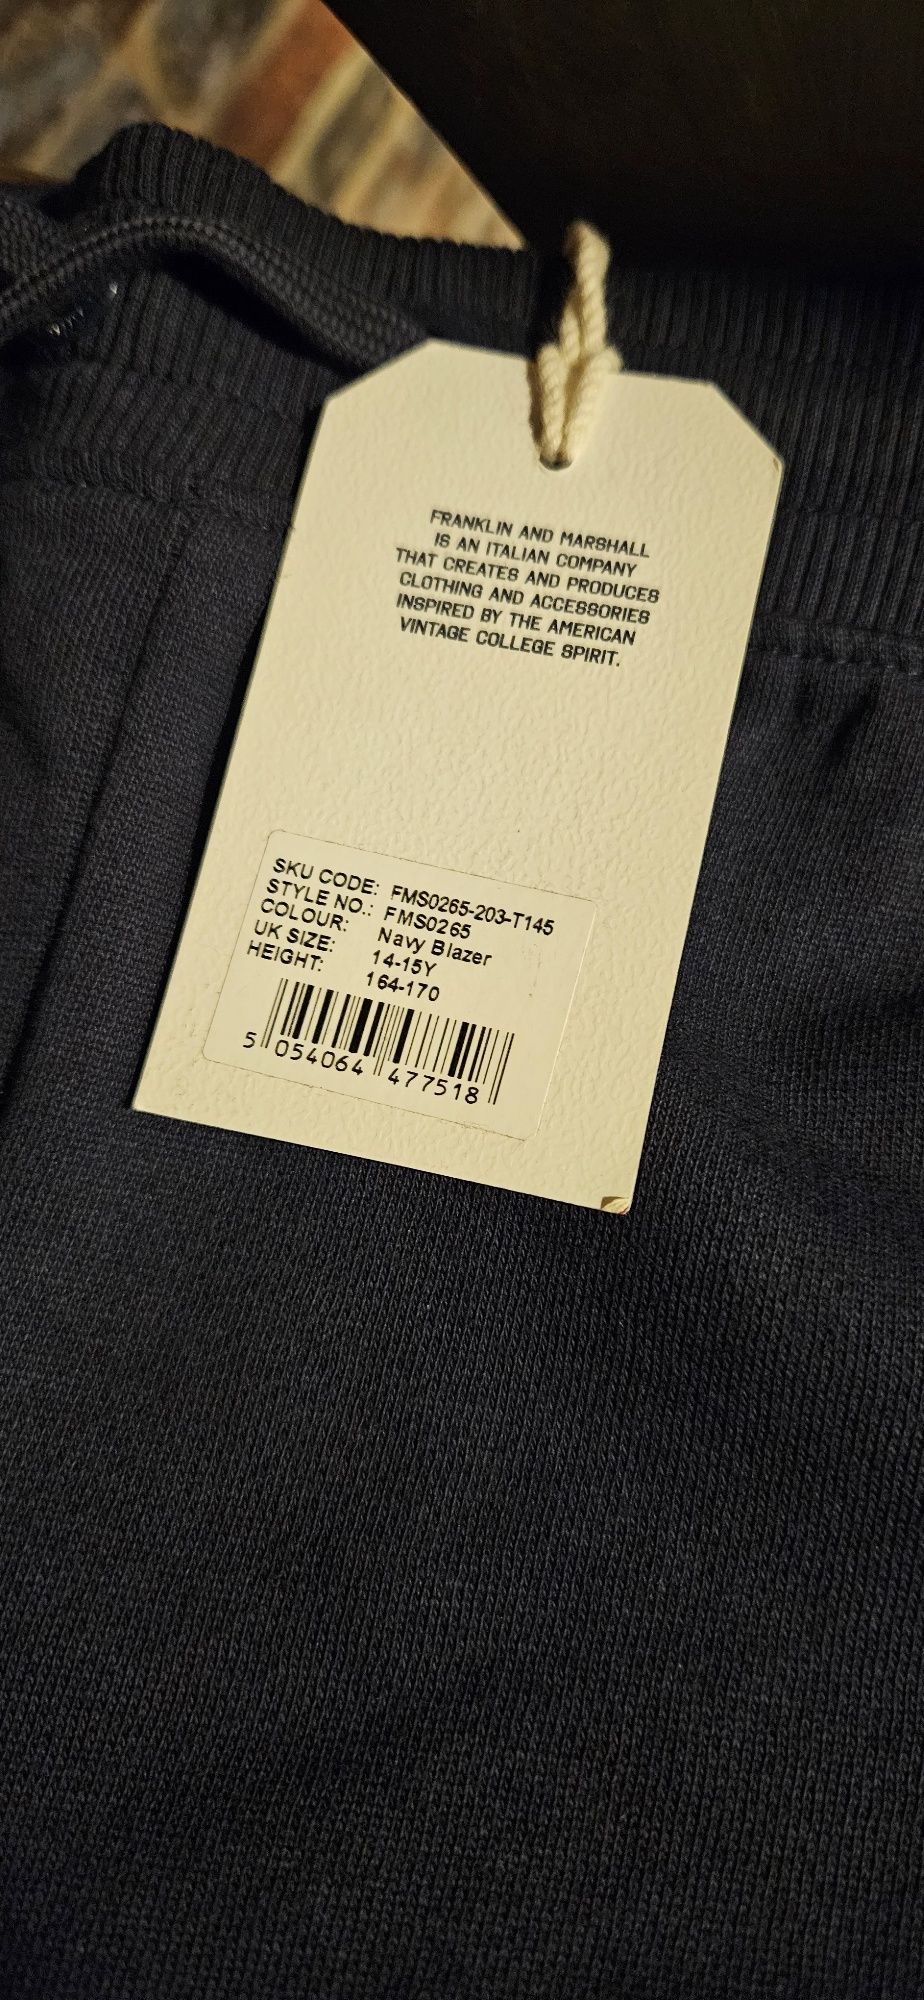 FRANKLIN AND MARSHALL
IS AN ITALIAN COMPANY
THAT CREATES AND PRODUCES
CLOTHING AND ACCESSORIES
INSPIRED BY THE AMERICAN
VINTAGE COLLEGE SPIRIT.
SKU CODE: FMS0265-203-T145
STYLE NO.: FMS0265
COLOUR: Navy Blazer
UK SIZE: 14-15Y
HEIGHT: 164-170
5 054064 477518